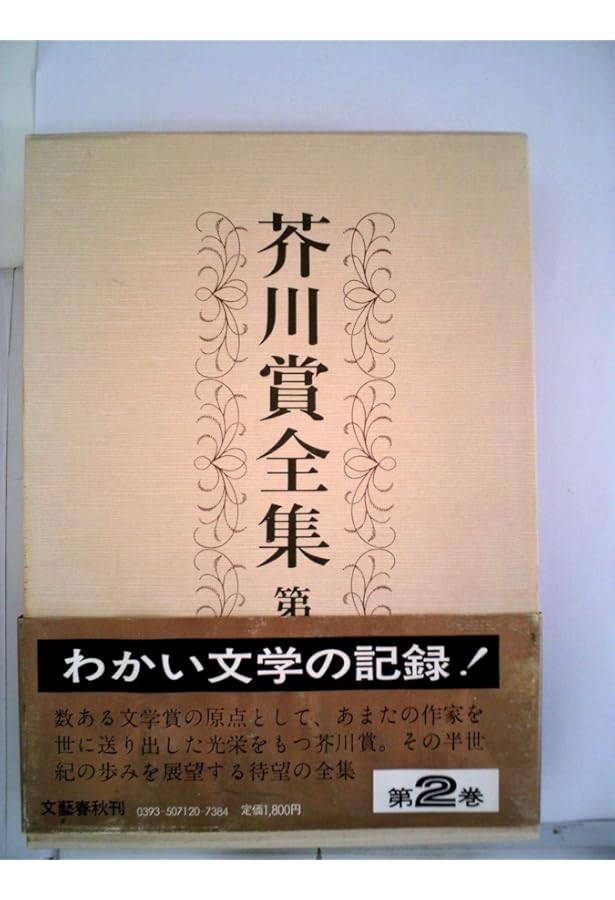 芥川賞全集 第
わかい文学の記録!
数ある文学賞の原点として、あまたの作家を
世に送り出した光栄をもつ芥川賞。その半世
紀の歩みを展望する待望の全集
第2巻
文藝春秋刊 0393-507120-7384 定価1,800円